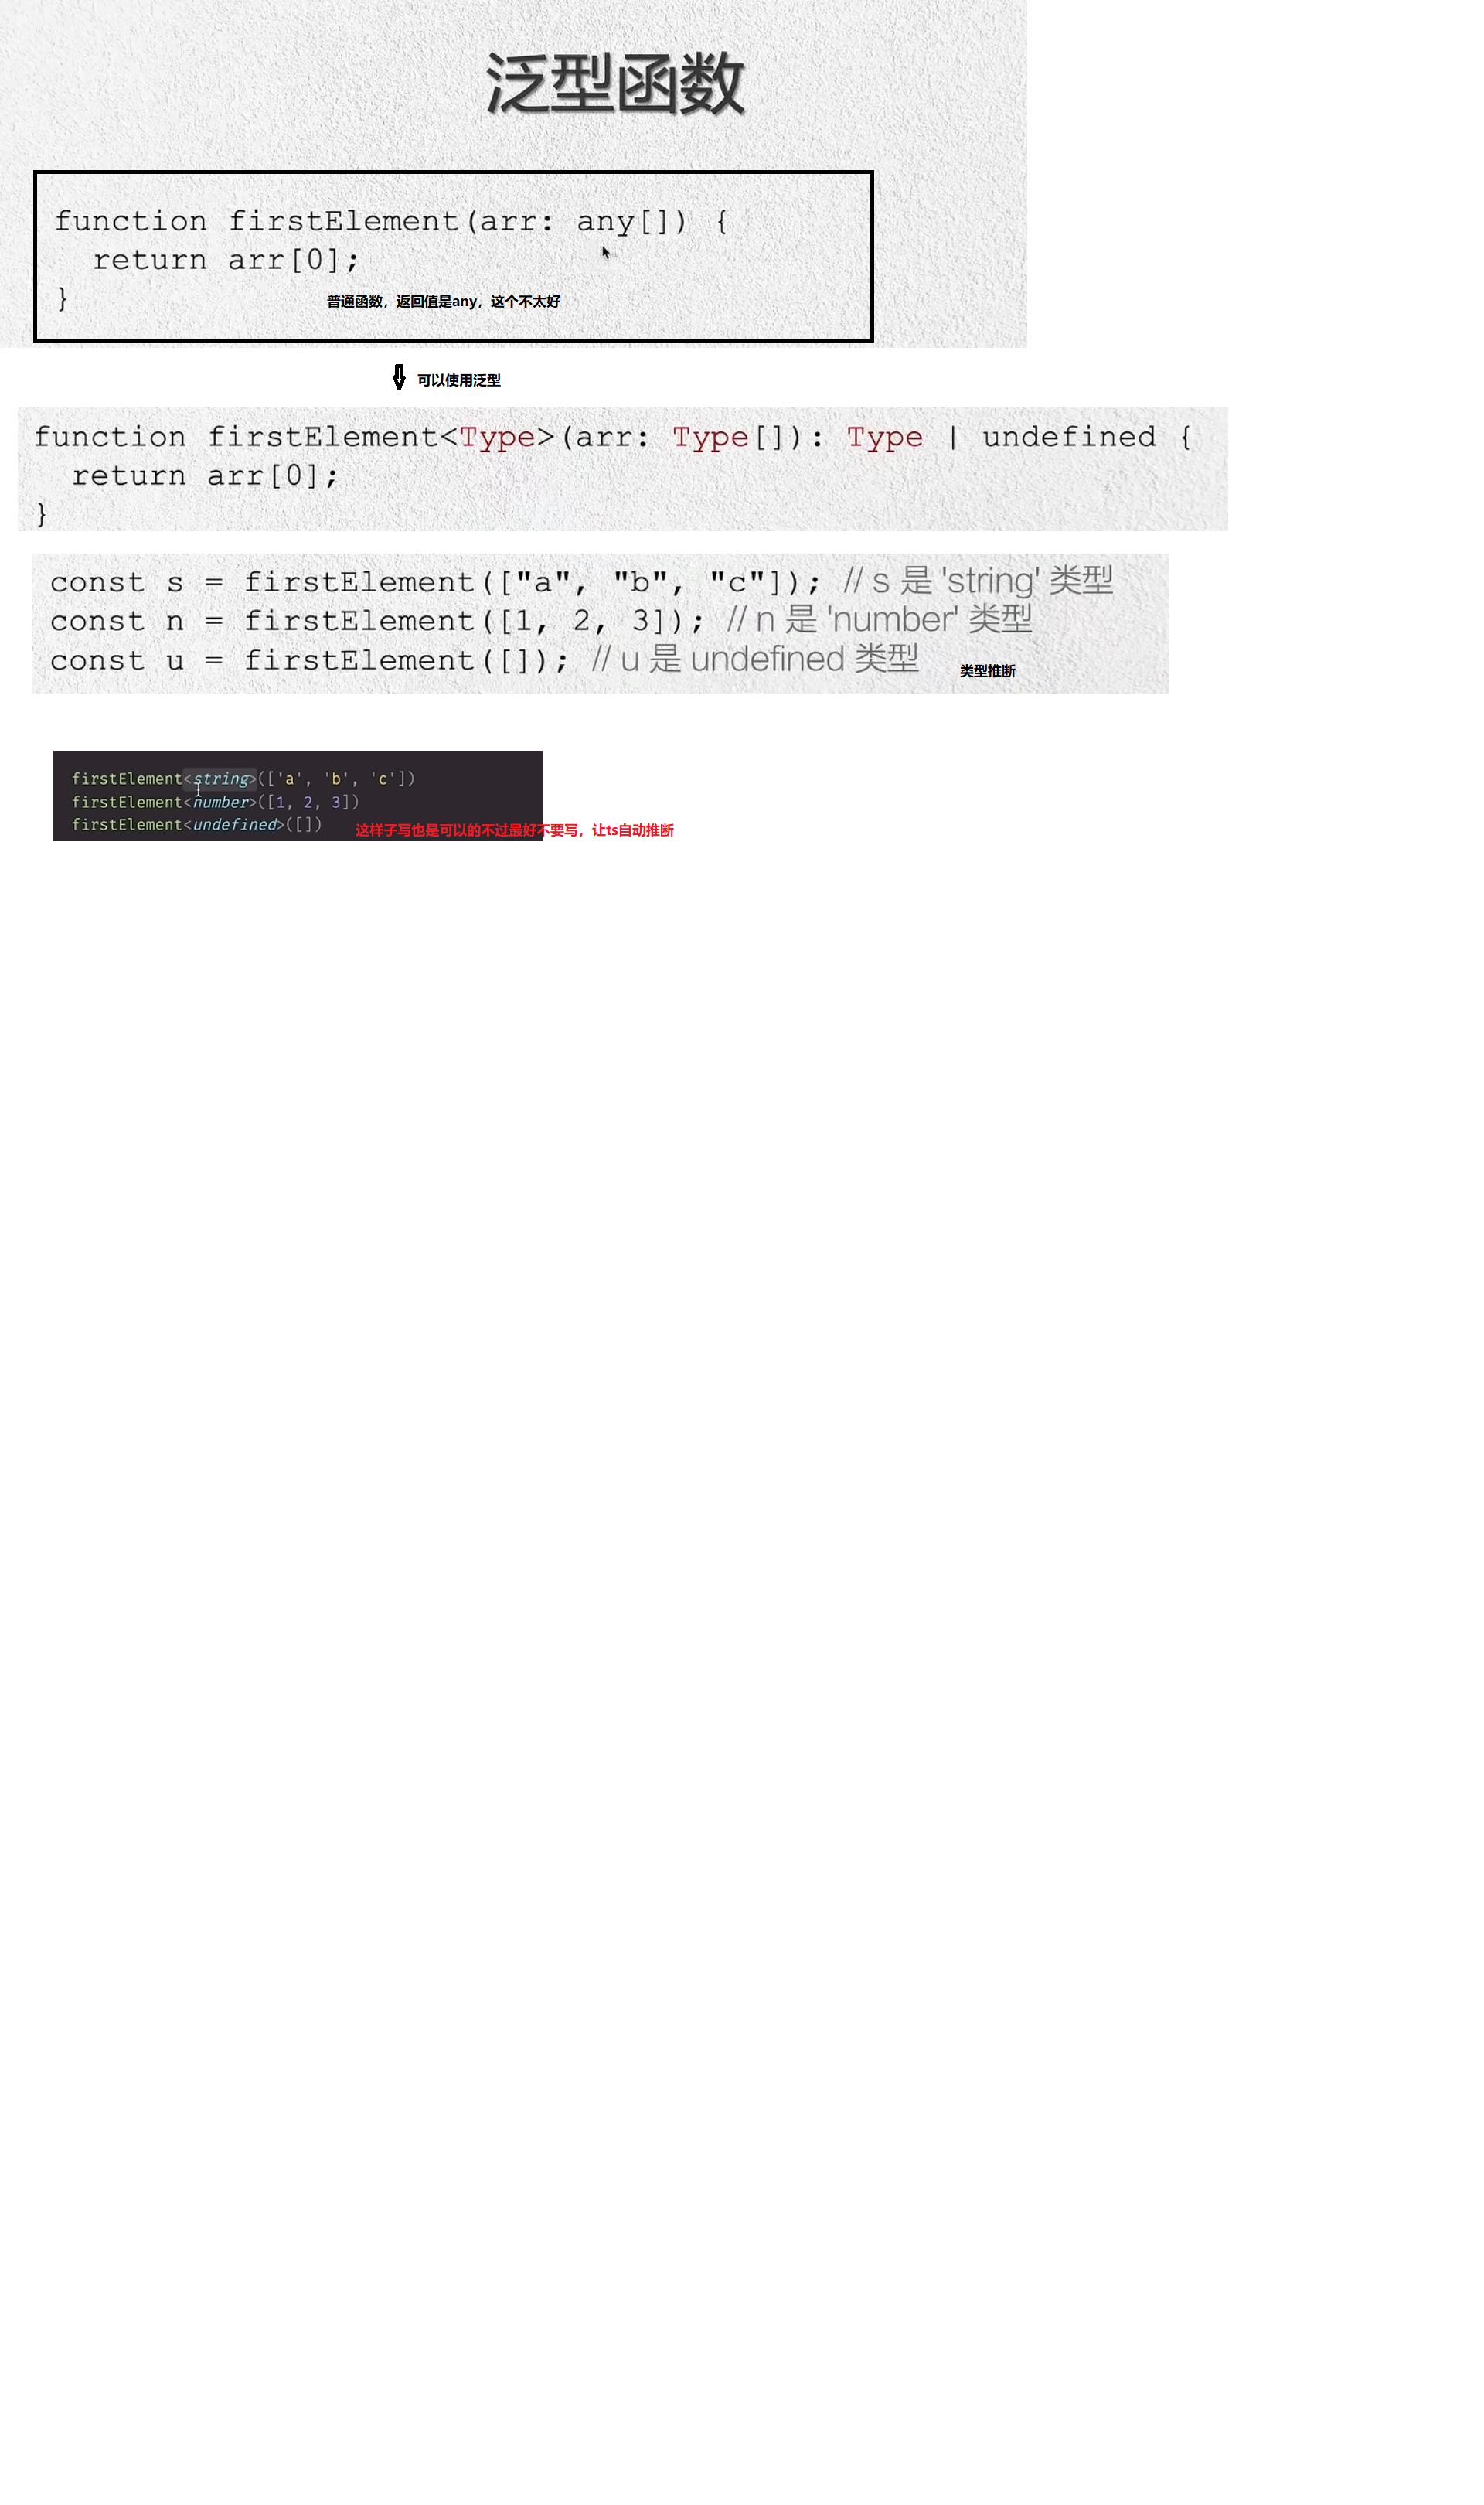 泛型函数
function firstElement(arr: any[]) {
  return arr[0];
}
普通函数，返回值是any，这个不太好
可以使用泛型
function firstElement<Type>(arr: Type[]): Type | undefined {
  return arr[0];
}
const s = firstElement(["a", "b", "c"]); // s 是 'string' 类型
const n = firstElement([1, 2, 3]); // n 是 'number' 类型
const u = firstElement([]); // u 是 undefined 类型
类型推断
firstElement<string>(['a', 'b', 'c'])
firstElement<number>([1, 2, 3])
firstElement<undefined>([])
这样子写也是可以的不过最好不要写，让ts自动推断